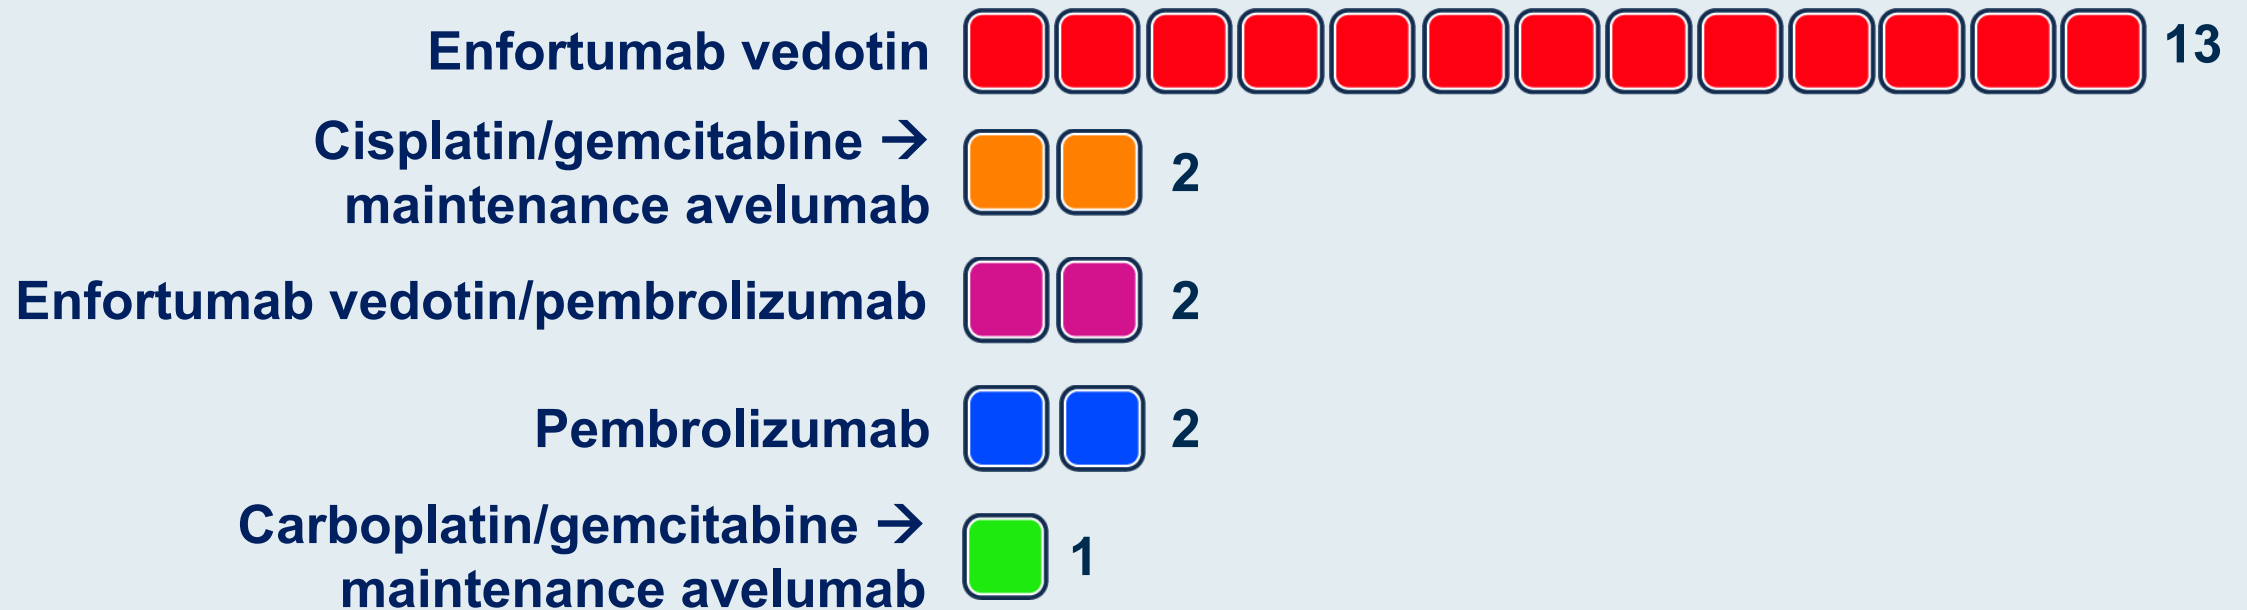 Enfortumab vedotin 13
Cisplatin/gemcitabine →
maintenance avelumab 2
Enfortumab vedotin/pembrolizumab 2
Pembrolizumab 2
Carboplatin/gemcitabine →
maintenance avelumab 1